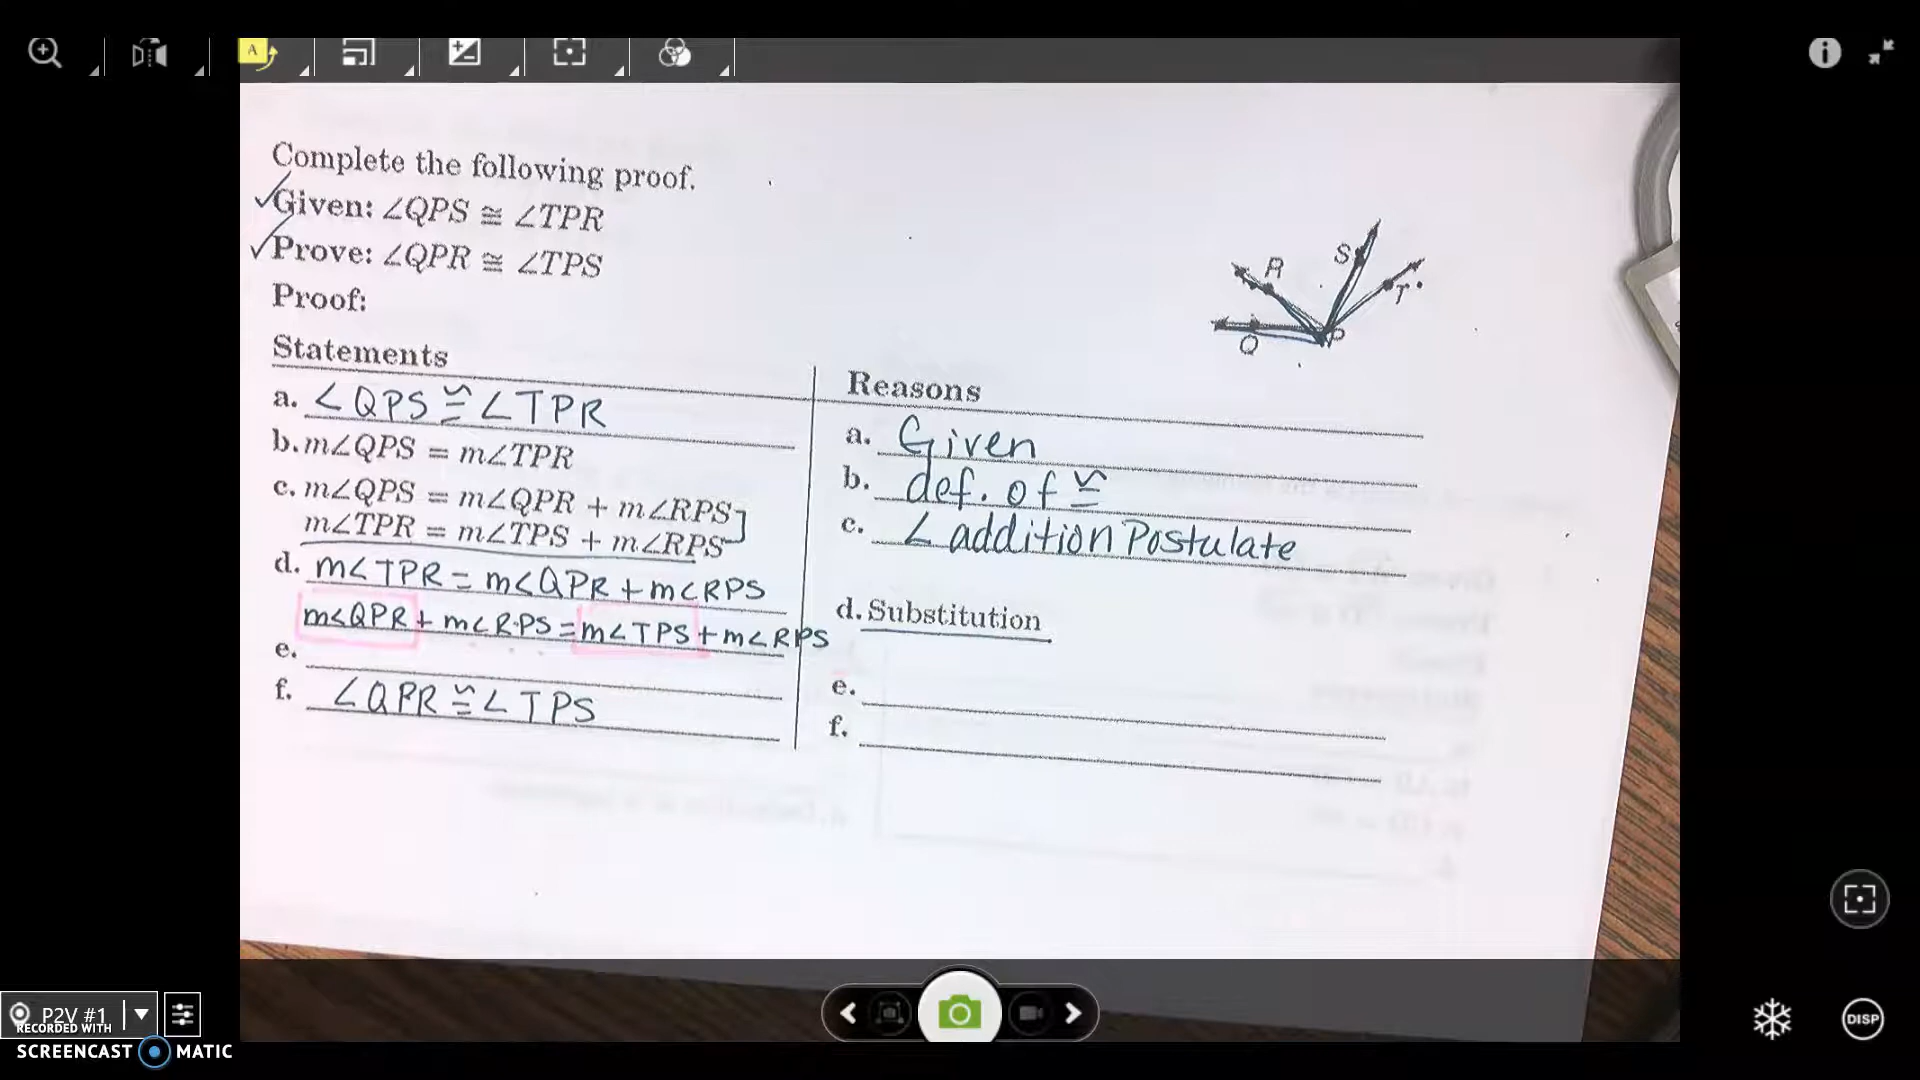 A
Complete the following proof.
Given: ∠QPS ≅ ∠TPR
Prove: ∠QPR ≅ ∠TPS
Proof:
R
S
T
Q
P
Statements
Reasons
a. ∠QPS ≅ ∠TPR
a. Given
b. m∠QPS = m∠TPR
b. def. of ≅
c. m∠QPS = m∠QPR + m∠RPS
m∠TPR = m∠TPS + m∠RPS
c. ∠ addition Postulate
d. m∠TPR = m∠QPR + m∠RPS
m∠QPR + m∠RPS = m∠TPS + m∠RPS
d. Substitution
e.
e.
f. ∠QPR ≅ ∠TPS
f.
P2V #1
RECORDED WITH
SCREENCAST MATIC
DISP